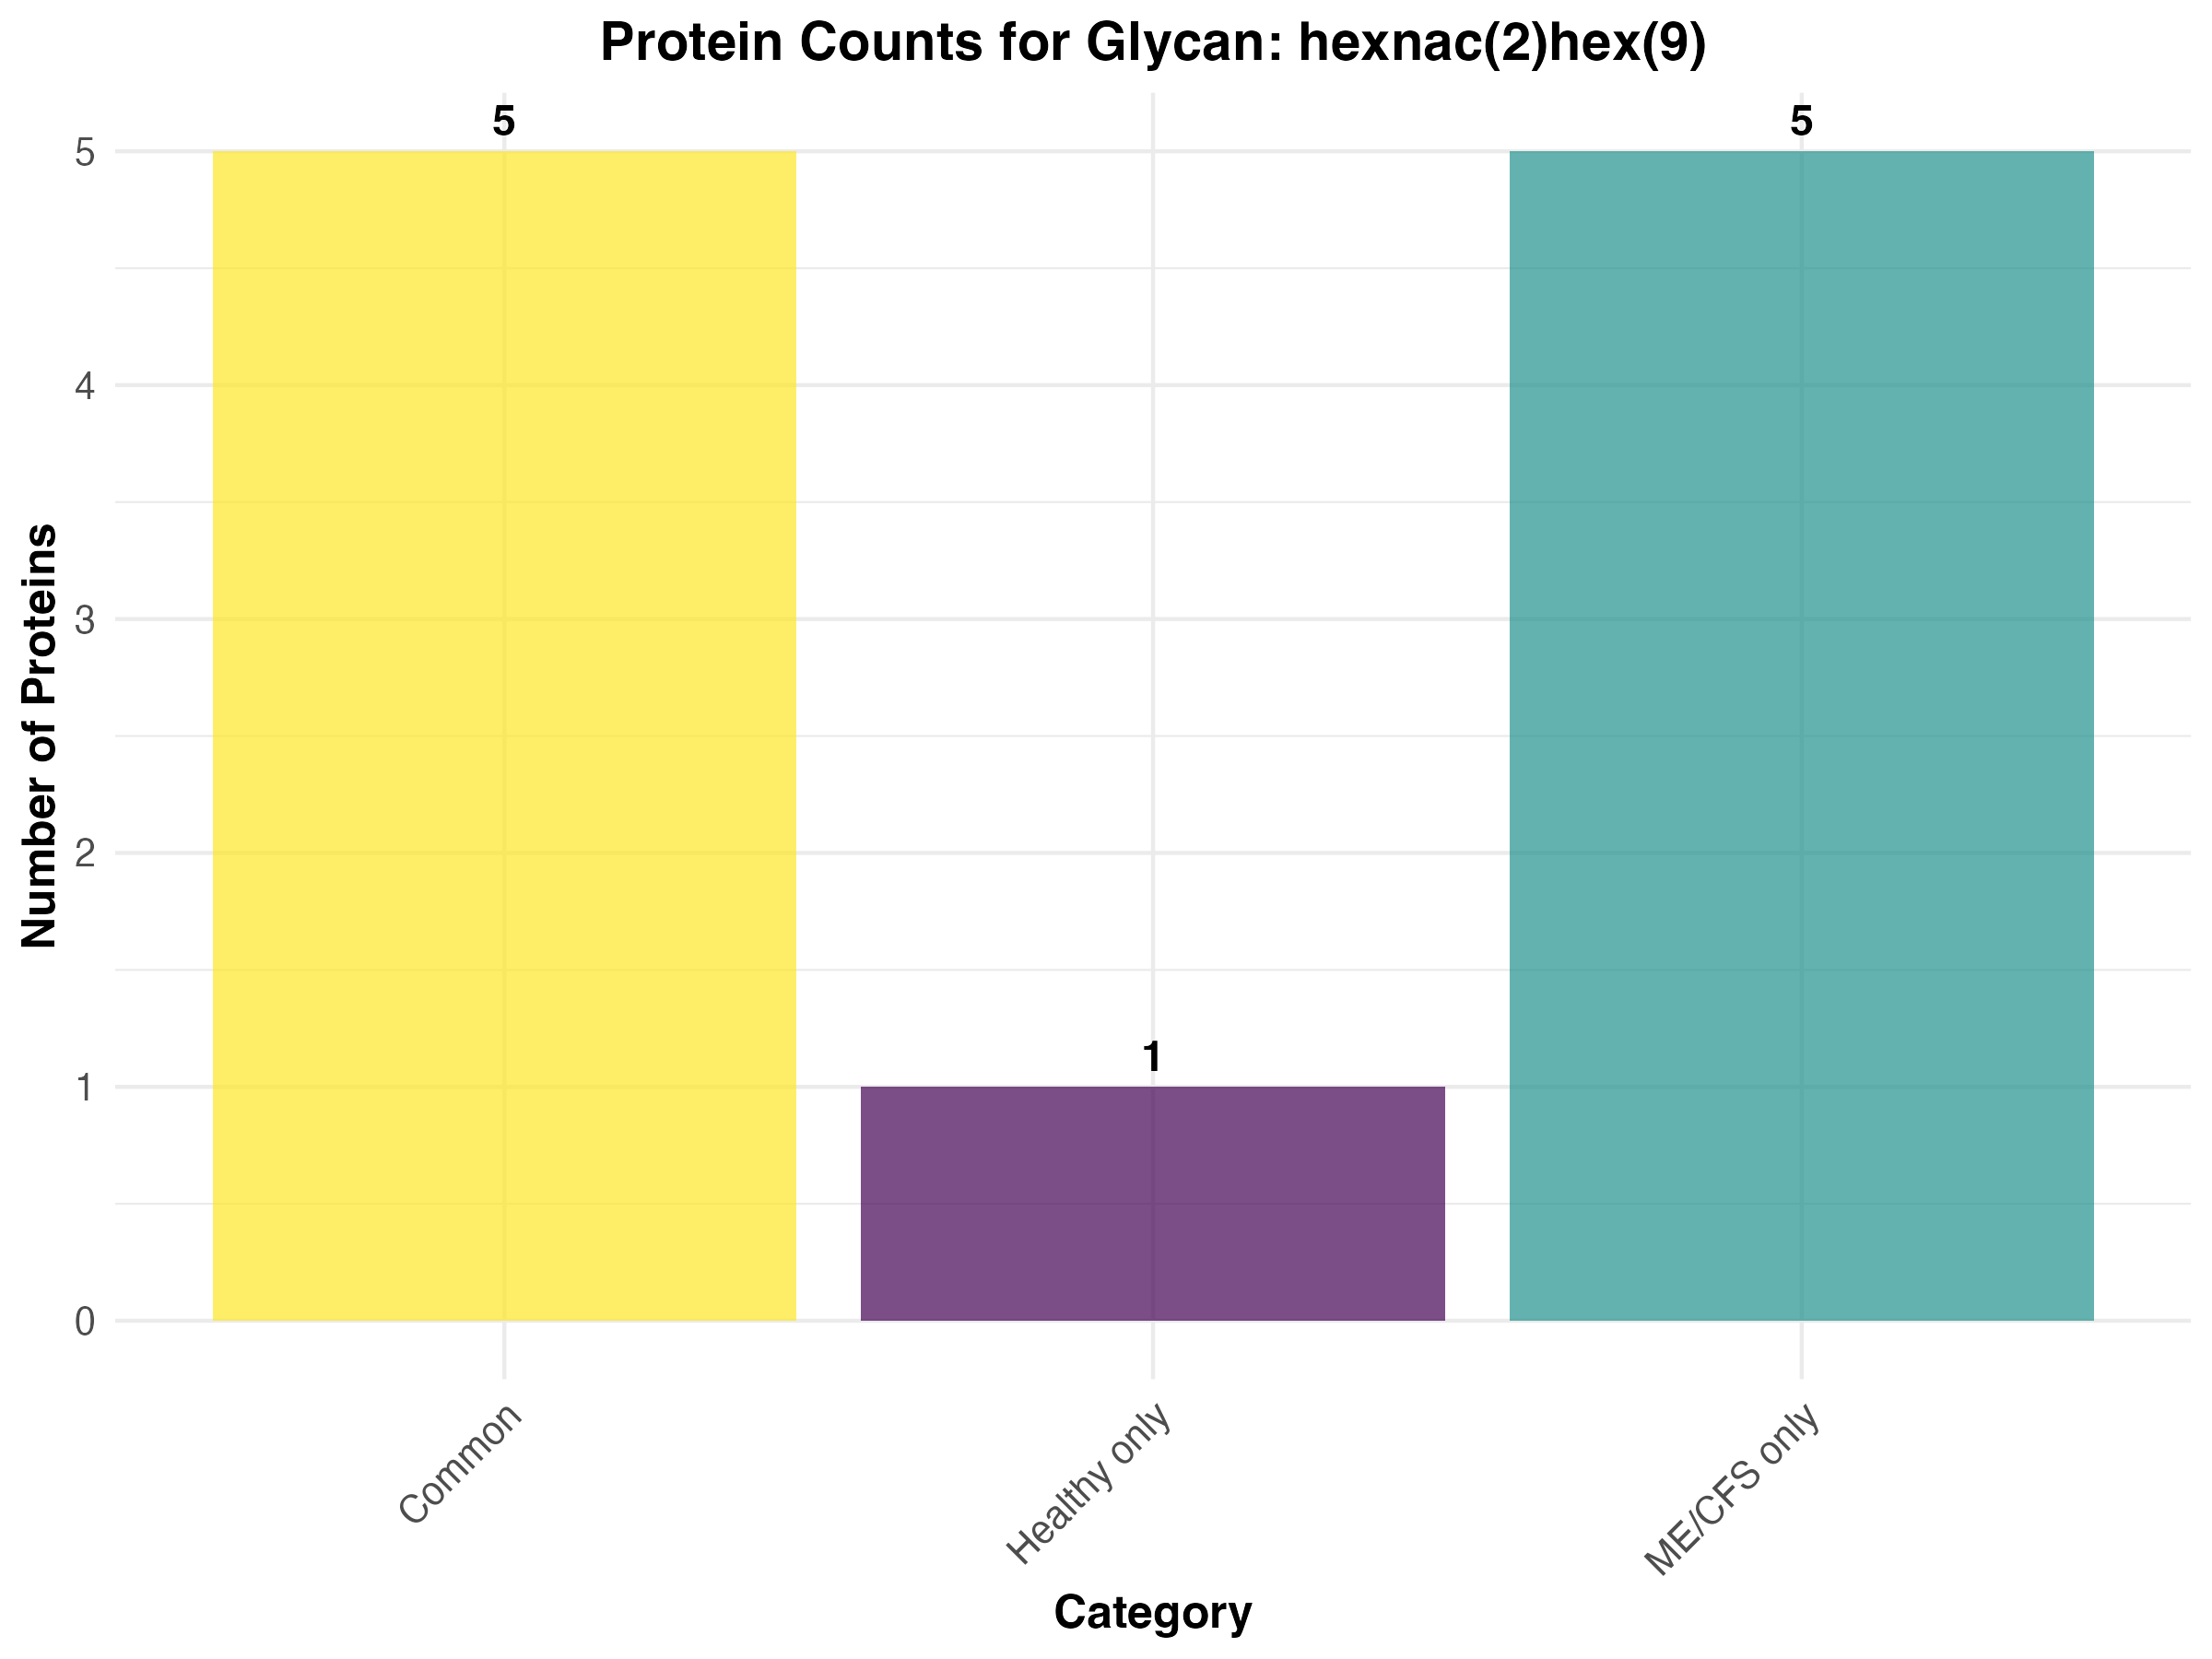 Protein Counts for Glycan: hexnac(2)hex(9)
5
1
5
5
4
3
2
1
0
Number of Proteins
Common
Healthy only
ME/CFS only
Category